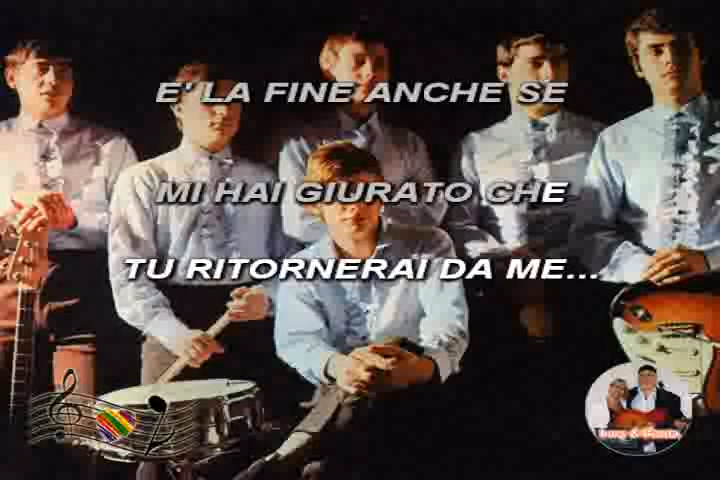 E' LA FINE ANCHE SE
MI HAI GIURATO CHE
TU RITORNERAI DA ME...